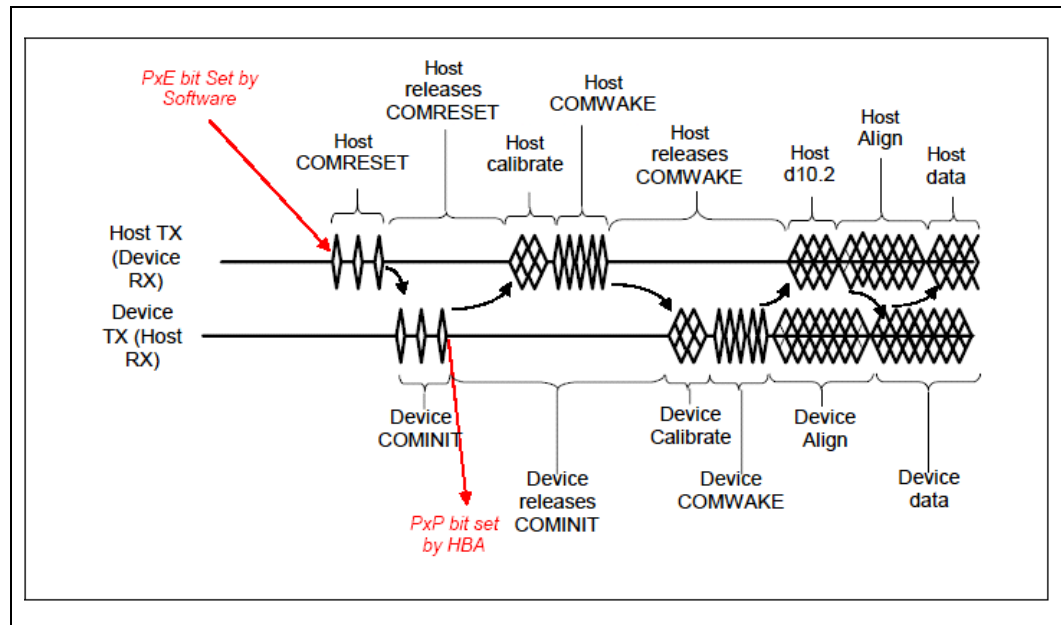 PxE bit Set by
Software
Host
COMRESET
Host
releases
COMRESET
Host
calibrate
Host
COMWAKE
Host
releases
COMWAKE
Host
d10.2
Host
Align
Host
data
Host TX
(Device
RX)
Device
TX (Host
RX)
Device
COMINIT
PxP bit set
by HBA
Device
releases
COMINIT
Device
Calibrate
Device
COMWAKE
Device
Align
Device
data